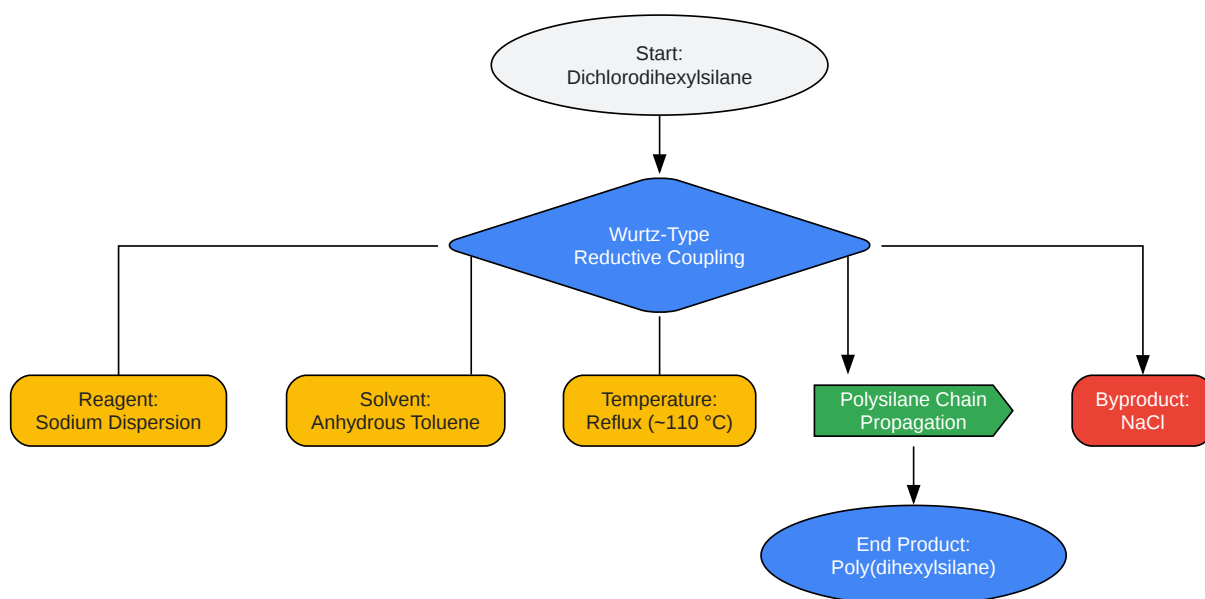 Start:
Dichlorodihexylsilane
Wurtz-Type
Reductive Coupling
Reagent:
Sodium Dispersion
Solvent:
Anhydrous Toluene
Temperature:
Reflux (~110 °C)
Polysilane Chain
Propagation
Byproduct:
NaCl
End Product:
Poly(dihexylsilane)